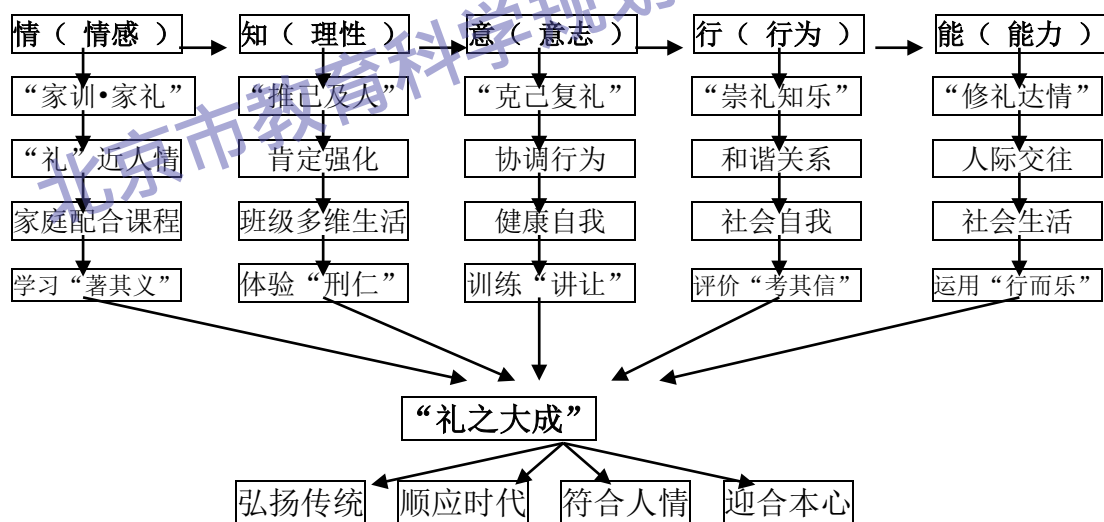 情（ 情感 ） 知（ 理性 ） 意（ 意志 ） 行（ 行为 ） 能（ 能力 ）
“家训•家礼” “推己及人” “克己复礼” “崇礼知乐” “修礼达情”
“礼”近人情 肯定强化 协调行为 和谐关系 人际交往
家庭配合课程 班级多维生活 健康自我 社会自我 社会生活
学习“著其义” 体验“刑仁” 训练“讲让” 评价“考其信” 运用“行而乐”
“礼之大成”
弘扬传统 顺应时代 符合人情 迎合本心
北京市教育科学规划